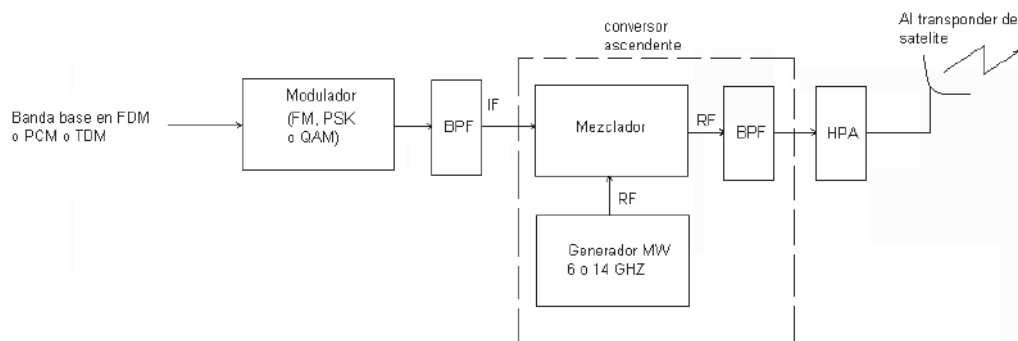 Al transponder de
satelite
conversor
ascendente
Banda base en FDM
o PCM o TDM
Modulador
(FM, PSK
o QAM)
BPF
IF
Mezclador
RF
BPF
HPA
RF
Generador MW
6 o 14 GHZ